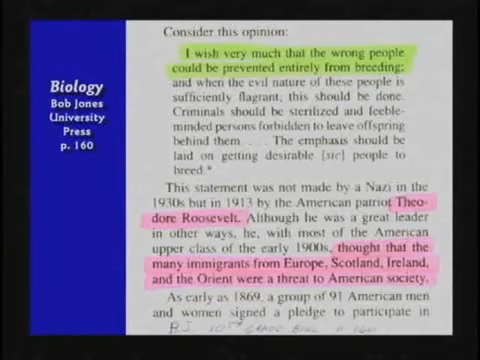 Biology
Bob Jones
University
Press
p. 160
Consider this opinion:
I wish very much that the wrong people
could be prevented entirely from breeding;
and when the evil nature of these people is
sufficiently flagrant, this should be done.
Criminals should be sterilized and feeble-
minded persons forbidden to leave offspring
behind them. . . . The emphasis should be
laid on getting desirable [sic] people to
breed.*
This statement was not made by a Nazi in the
1930s but in 1913 by the American patriot Theo-
dore Roosevelt. Although he was a great leader
in other ways, he, with most of the American
upper class of the early 1900s, thought that the
many immigrants from Europe, Scotland, Ireland,
and the Orient were a threat to American society.
As early as 1869, a group of 91 American men
and women signed a pledge to participate in